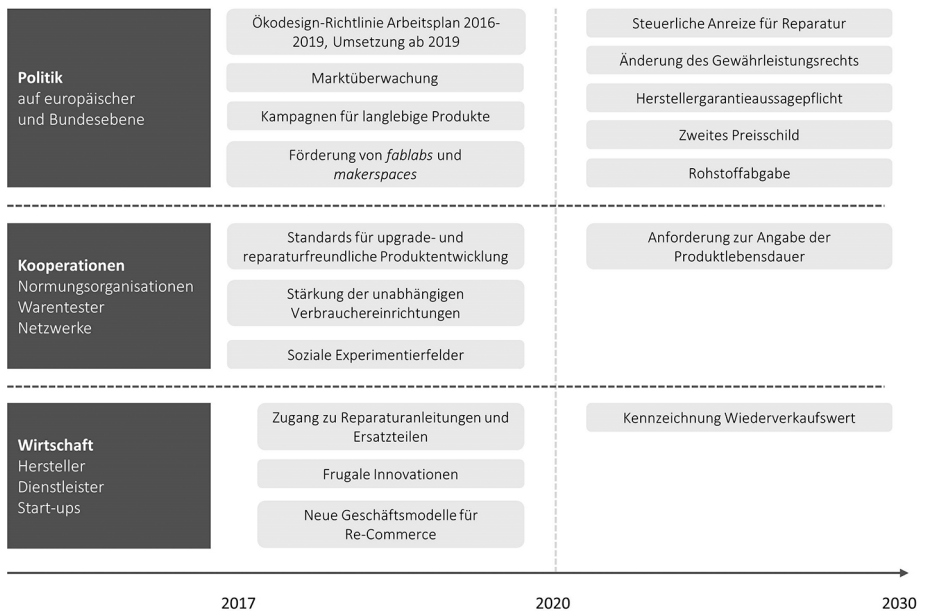 Politik
auf europäischer
und Bundesebene
Ökodesign-Richtlinie Arbeitsplan 2016-
2019, Umsetzung ab 2019
Marktüberwachung
Kampagnen für langlebige Produkte
Förderung von fablabs und
makerspaces
Steuerliche Anreize für Reparatur
Änderung des Gewährleistungsrechts
Herstellergarantieaussagepflicht
Zweites Preisschild
Rohstoffabgabe
Kooperationen
Normungsorganisationen
Warentester
Netzwerke
Standards für upgrade- und
reparaturfreundliche Produktentwicklung
Stärkung der unabhängigen
Verbrauchereinrichtungen
Soziale Experimentierfelder
Anforderung zur Angabe der
Produktlebensdauer
Wirtschaft
Hersteller
Dienstleister
Start-ups
Zugang zu Reparaturanleitungen und
Ersatzteilen
Frugale Innovationen
Neue Geschäftsmodelle für
Re-Commerce
Kennzeichnung Wiederverkaufswert
2017
2020
2030